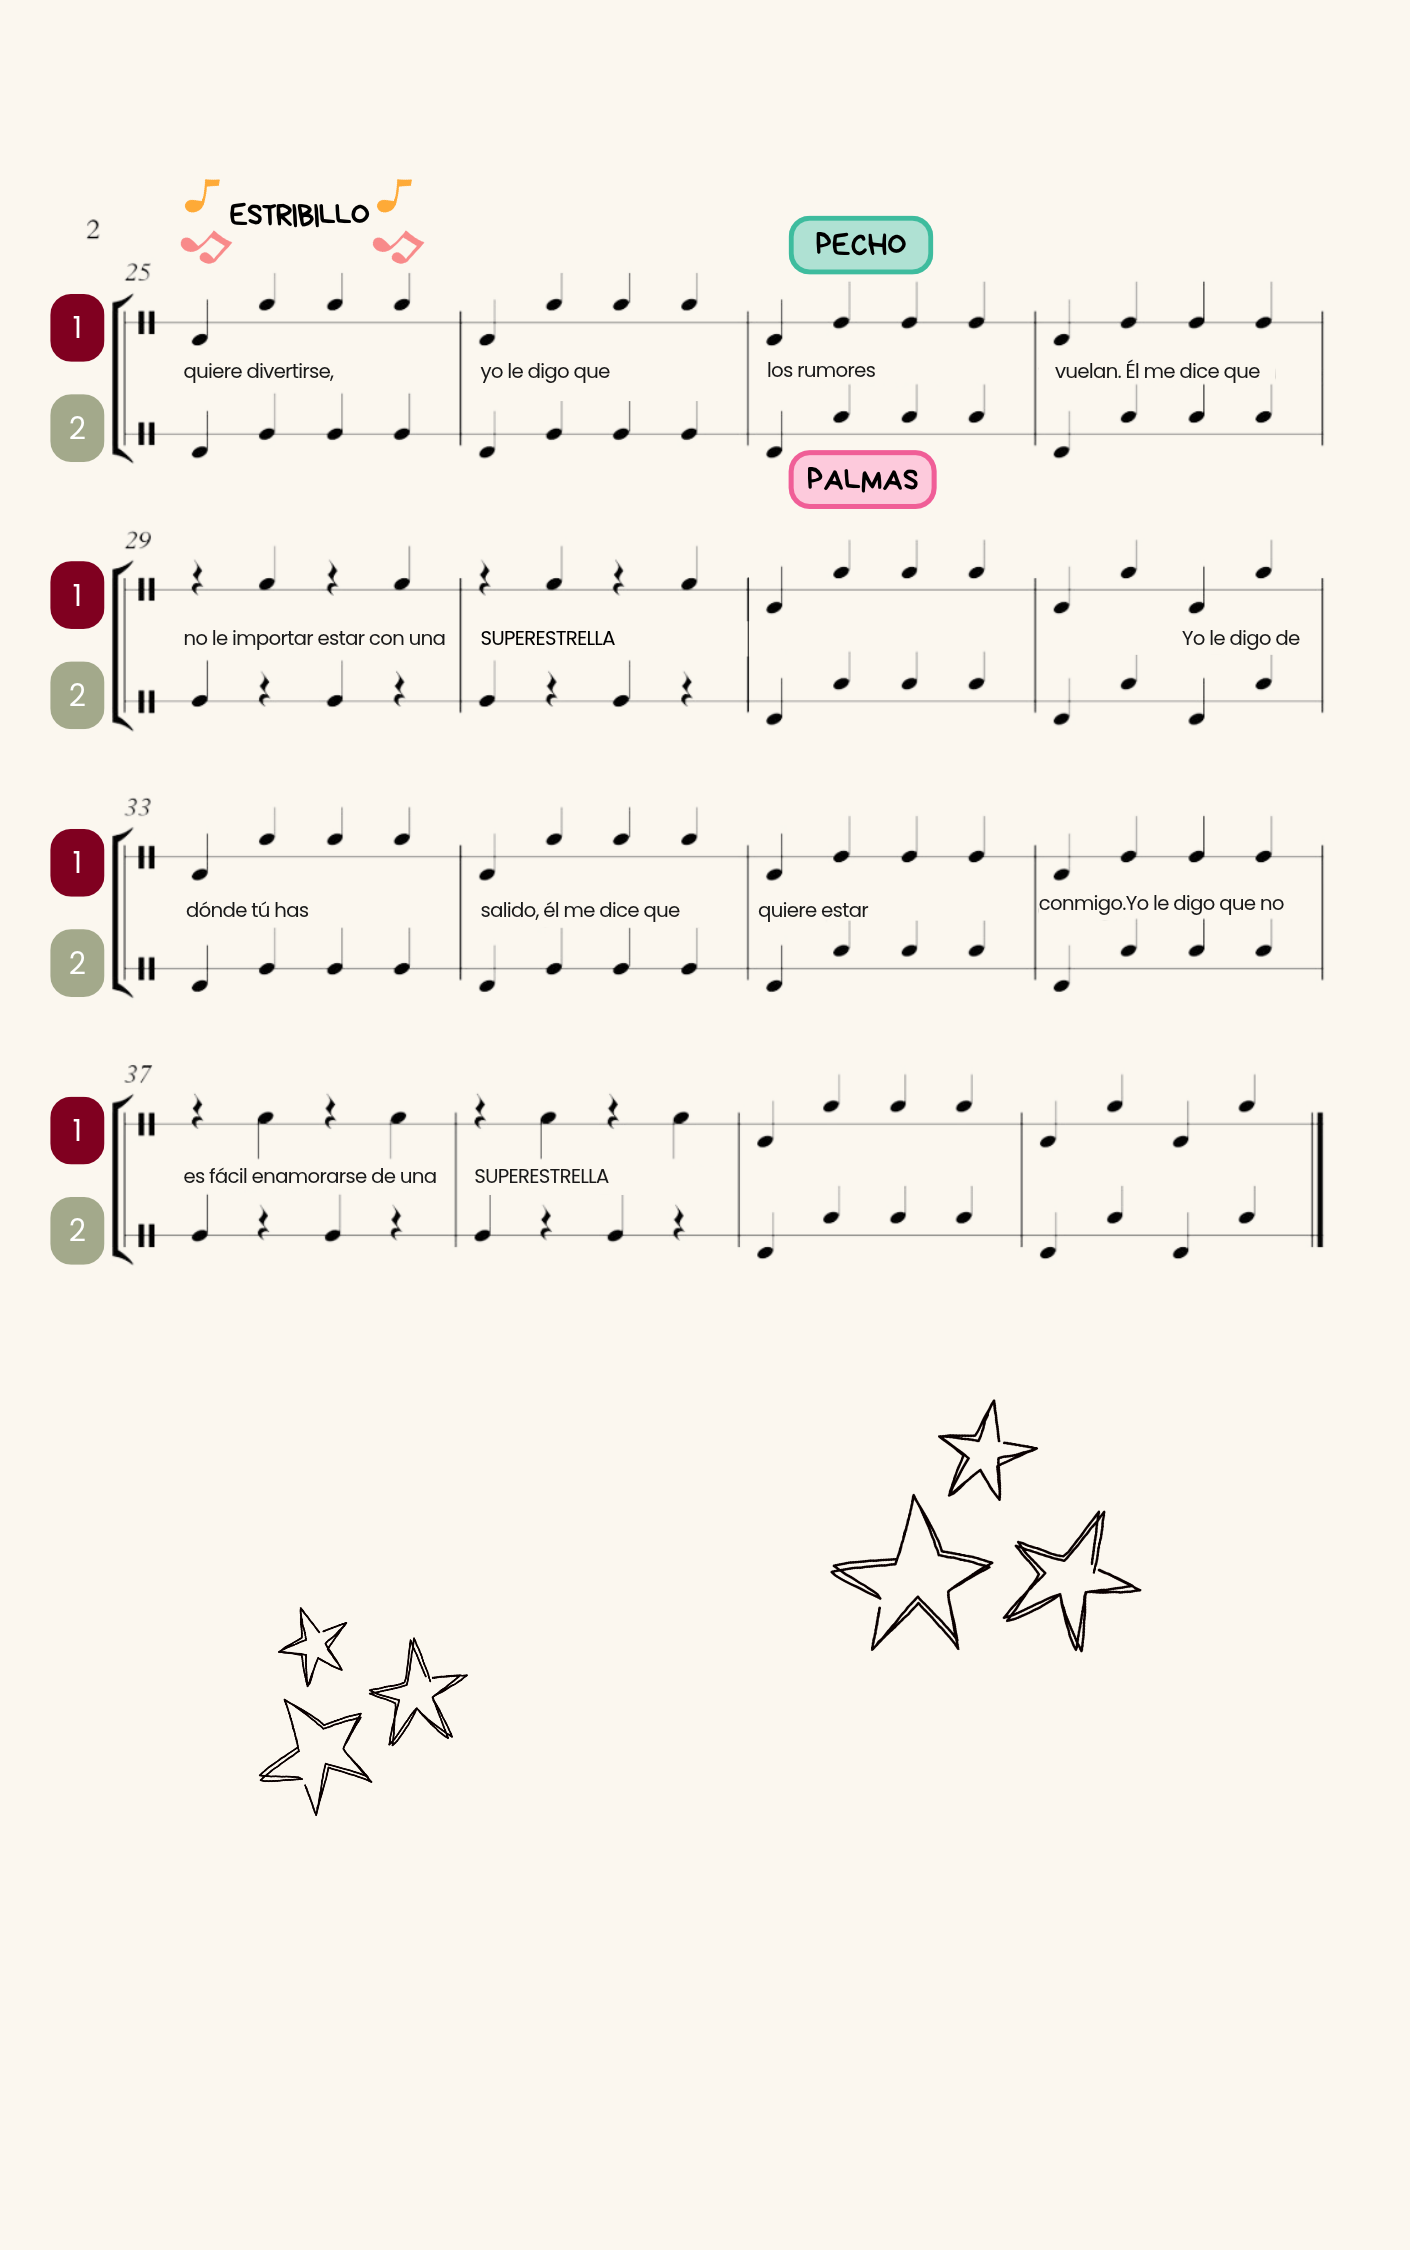 ESTRIBILLO
2
PECHO
25
1
quiere divertirse, yo le digo que los rumores vuelan. Él me dice que
2
PALMAS
29
1
no le importar estar con una SUPERESTRELLA Yo le digo de
2
33
1
dónde tú has salido, él me dice que quiere estar conmigo.Yo le digo que no
2
37
1
es fácil enamorarse de una SUPERESTRELLA
2